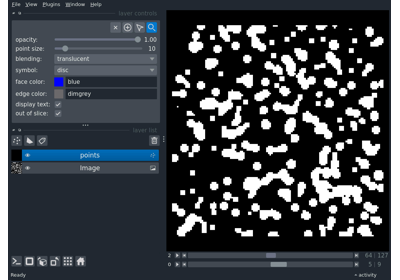 File View Plugins Window Help
layer controls
opacity: 1.00
point size: 10
blending: translucent
symbol: disc
face color: blue
edge color: dimgrey
display text:
out of slice:
layer list
points
Image
2 64 127
0 5 9
Ready activity